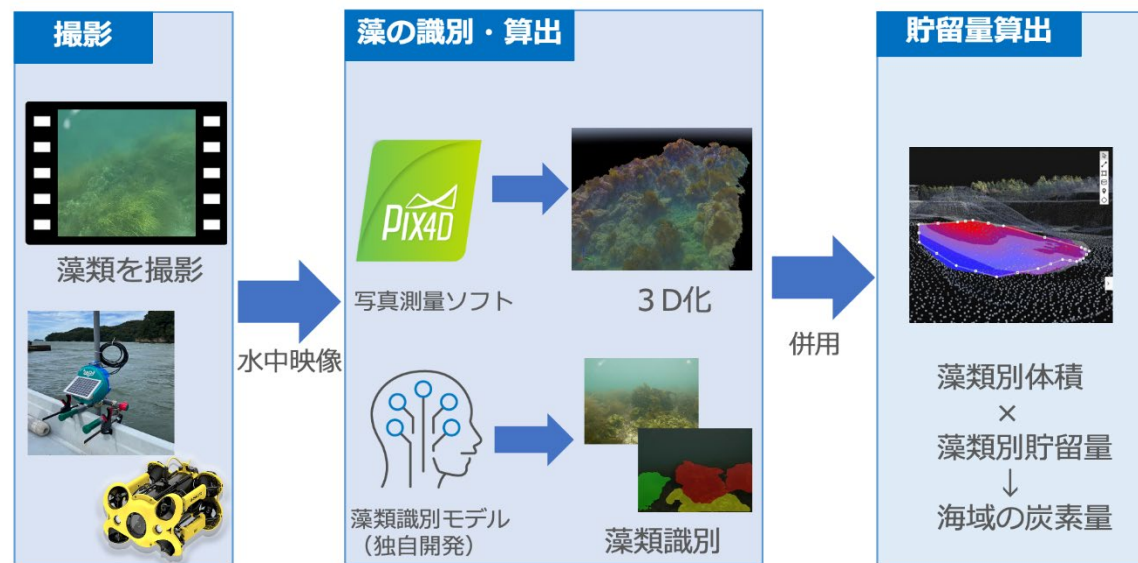 撮影
藻類を撮影
水中映像
藻の識別・算出
PIX4D
写真測量ソフト
3D化
藻類識別モデル
(独自開発)
藻類識別
併用
貯留量算出
藻類別体積
×
藻類別貯留量
↓
海域の炭素量